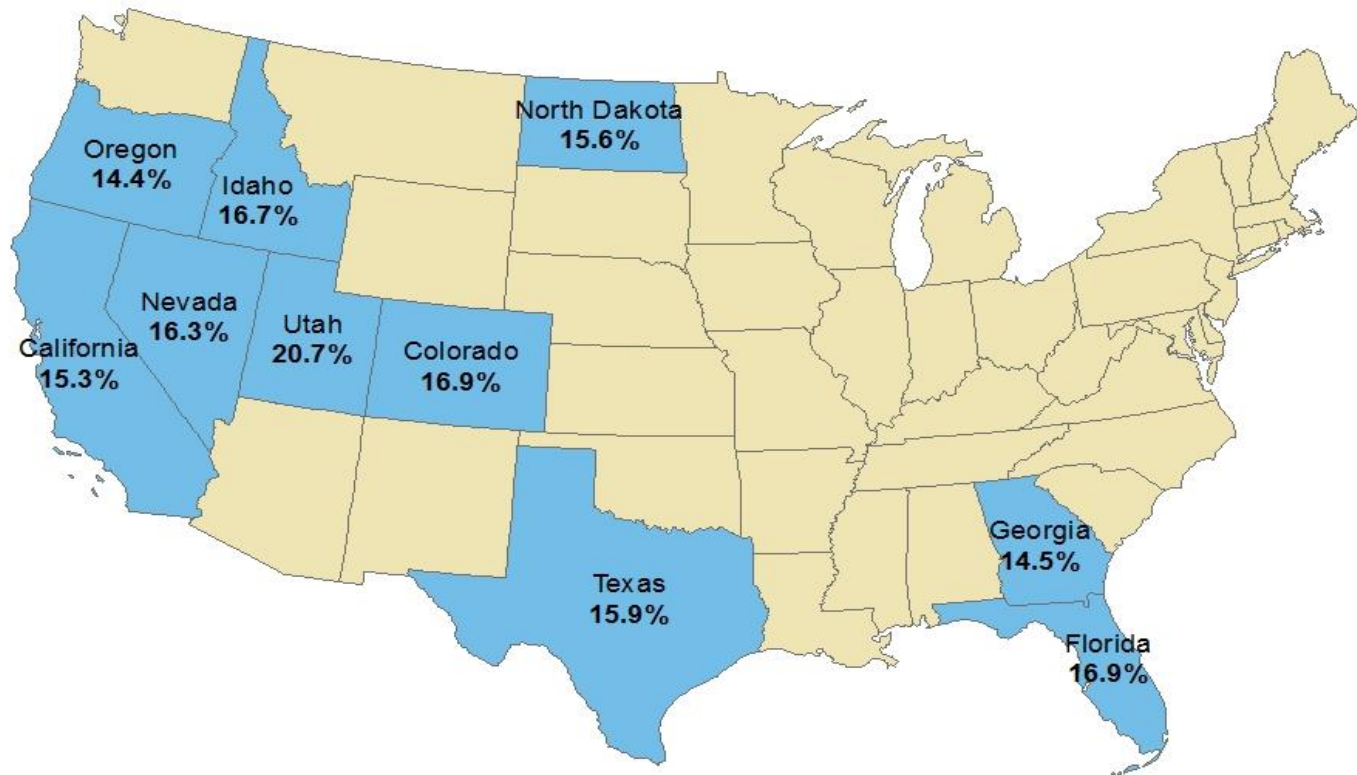 North Dakota
15.6%
Oregon
14.4%
Idaho
16.7%
Nevada
16.3%
Utah
20.7%
California
15.3%
Colorado
16.9%
Georgia
14.5%
Texas
15.9%
Florida
16.9%